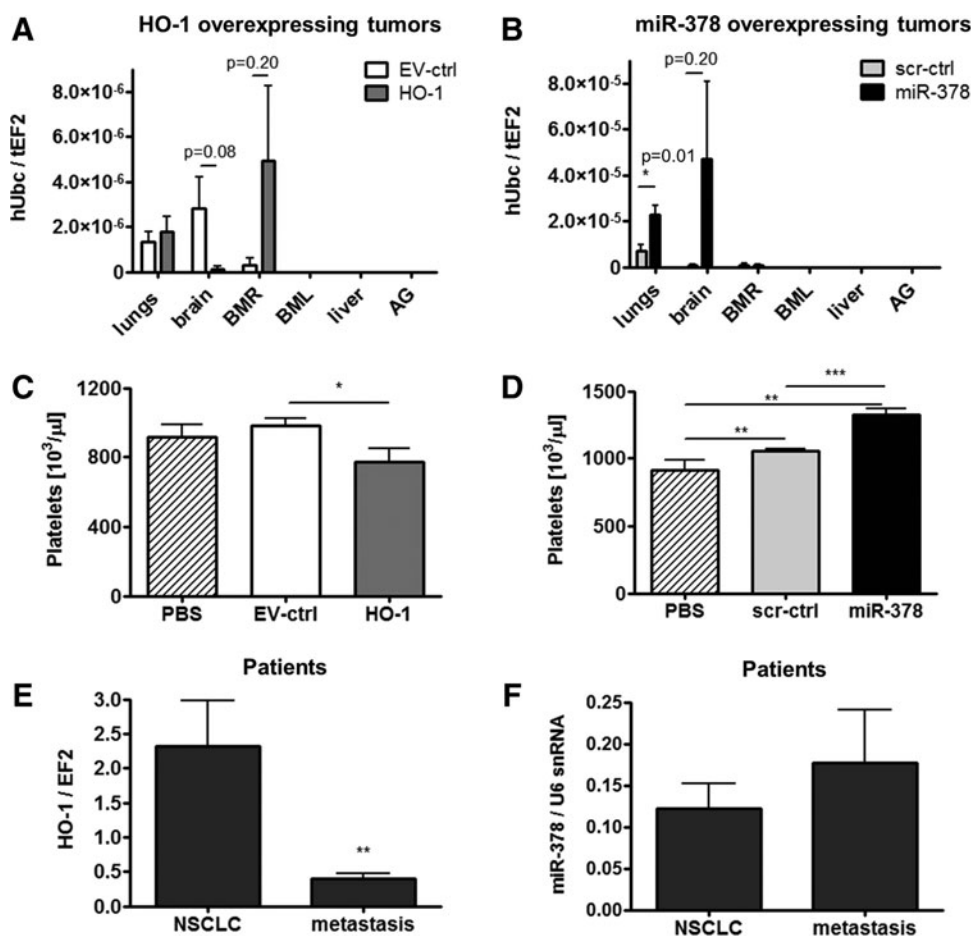 A
HO-1 overexpressing tumors
p=0.20
EV-ctrl
HO-1
8.0×10⁻⁶
6.0×10⁻⁶
4.0×10⁻⁶
2.0×10⁻⁶
0
hUbc / tEF2
p=0.08
lungs
brain
BMR
BML
liver
AG
B
miR-378 overexpressing tumors
p=0.20
scr-ctrl
miR-378
8.0×10⁻⁵
6.0×10⁻⁵
4.0×10⁻⁵
2.0×10⁻⁵
0
hUbc / tEF2
p=0.01
*
lungs
brain
BMR
BML
liver
AG
C
Platelets [10³/µl]
1200
800
400
0
*
PBS
EV-ctrl
HO-1
D
Platelets [10³/µl]
1500
1000
500
0
***
**
**
PBS
scr-ctrl
miR-378
E
Patients
HO-1 / EF2
3.0
2.5
2.0
1.5
1.0
0.5
0.0
**
NSCLC
metastasis
F
Patients
miR-378 / U6 snRNA
0.25
0.20
0.15
0.10
0.05
0.00
NSCLC
metastasis